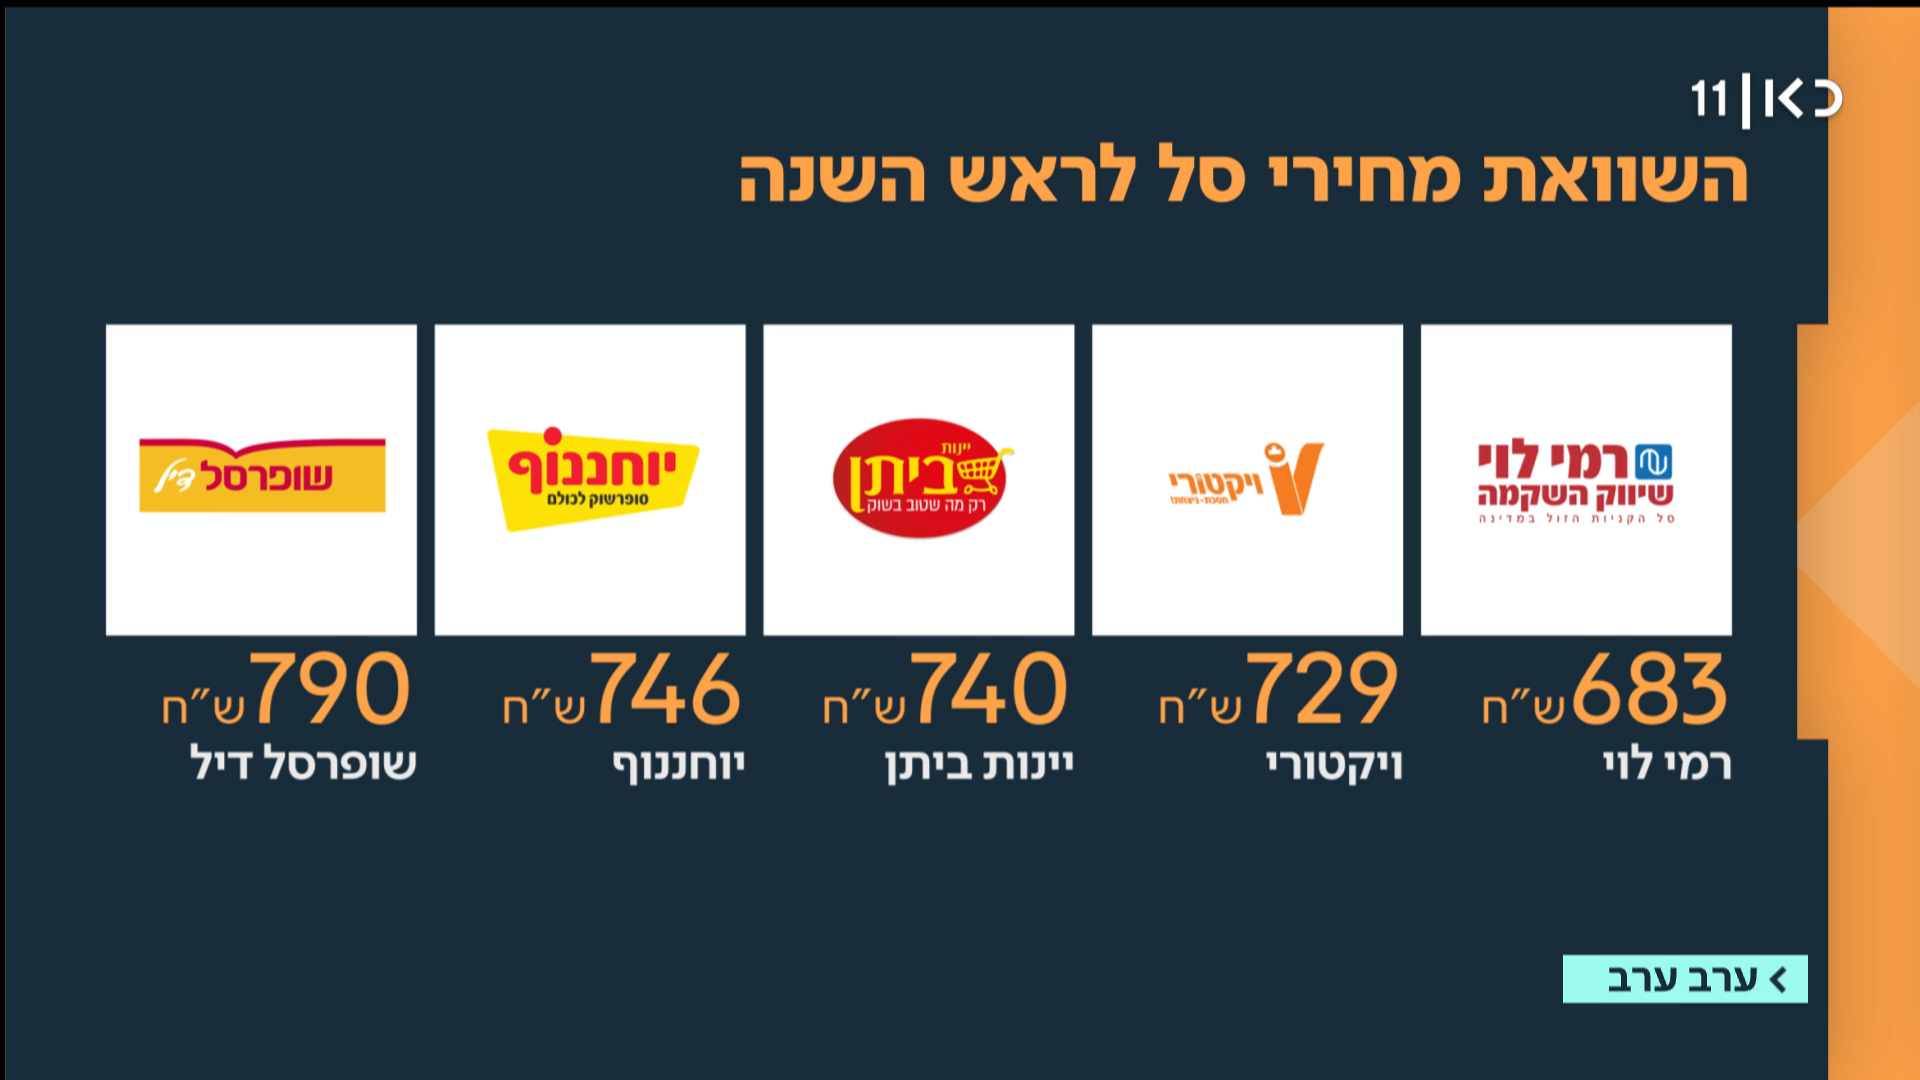 כאן | 11
השוואת מחירי סל לראש השנה
רמי לוי
שיווק השקמה
סל הקניות הזול במדינה
ויקטורי
חסכת-ניצחת!
יינות
ביתן
רק מה שטוב בשוק
יוחננוף
סופרשוק לכולם
שופרסל דיל
683 ש״ח
רמי לוי
729 ש״ח
ויקטורי
740 ש״ח
יינות ביתן
746 ש״ח
יוחננוף
790 ש״ח
שופרסל דיל
ערב ערב